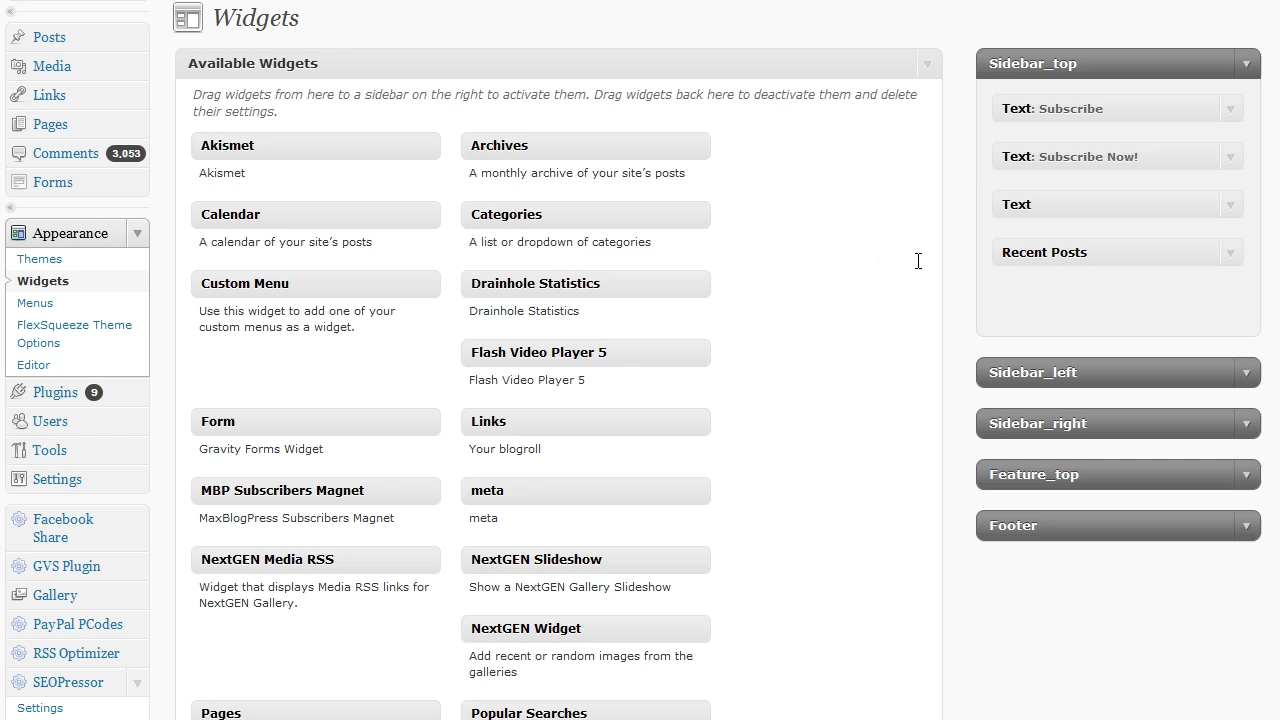 Widgets
Posts
Media
Links
Pages
Comments 3,053
Forms
Appearance
Themes
Widgets
Menus
FlexSqueeze Theme
Options
Editor
Plugins 9
Users
Tools
Settings
Facebook
Share
GVS Plugin
Gallery
PayPal PCodes
RSS Optimizer
SEOPressor
Settings
Available Widgets
Drag widgets from here to a sidebar on the right to activate them. Drag widgets back here to deactivate them and delete
their settings.
Akismet
Akismet
Archives
A monthly archive of your site's posts
Calendar
A calendar of your site's posts
Categories
A list or dropdown of categories
Custom Menu
Use this widget to add one of your
custom menus as a widget.
Drainhole Statistics
Drainhole Statistics
Flash Video Player 5
Flash Video Player 5
Form
Gravity Forms Widget
Links
Your blogroll
MBP Subscribers Magnet
MaxBlogPress Subscribers Magnet
meta
meta
NextGEN Media RSS
Widget that displays Media RSS links for
NextGEN Gallery.
NextGEN Slideshow
Show a NextGEN Gallery Slideshow
NextGEN Widget
Add recent or random images from the
galleries
Pages
Popular Searches
Sidebar_top
Text: Subscribe
Text: Subscribe Now!
Text
Recent Posts
Sidebar_left
Sidebar_right
Feature_top
Footer